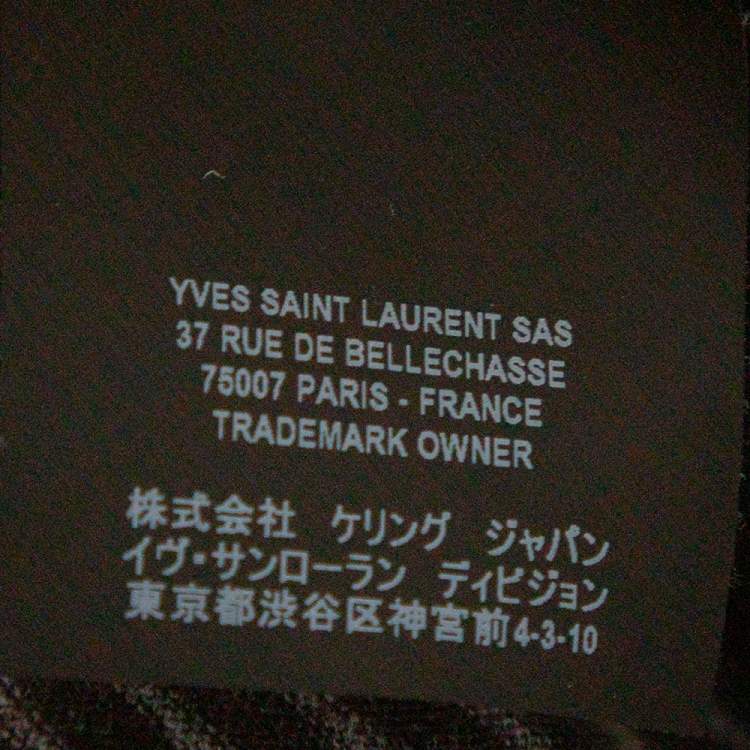 YVES SAINT LAURENT SAS
37 RUE DE BELLECHASSE
75007 PARIS - FRANCE
TRADEMARK OWNER
株式会社　ケリング　ジャパン
イヴ・サンローラン　ディビジョン
東京都渋谷区神宮前4-3-10